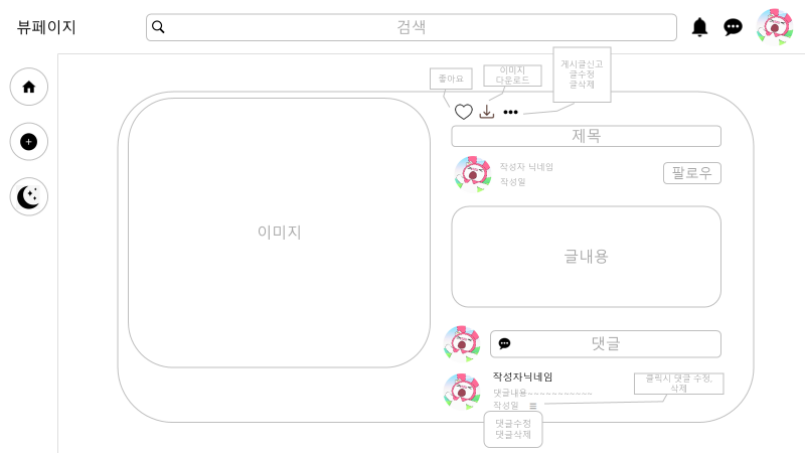 뷰페이지
검색
게시글신고
글수정
글삭제
좋아요
이미지
다운로드
제목
작성자 닉네임
작성일
팔로우
이미지
글내용
댓글
작성자닉네임
댓글내용~~~~~~~~~~~
작성일
클릭시 댓글 수정,
삭제
댓글수정
댓글삭제